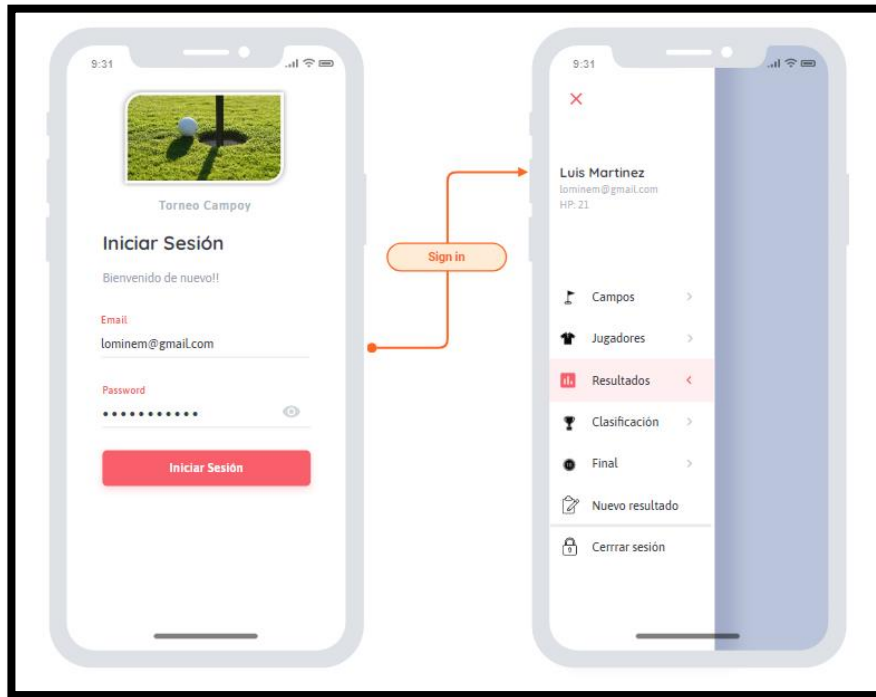 9:31
Torneo Campoy
Iniciar Sesión
Bienvenido de nuevo!!
Email
lominem@gmail.com
Password
Iniciar Sesión
Sign in
9:31
Luis Martinez
lominem@gmail.com
HP: 21
Campos
Jugadores
Resultados
Clasificación
Final
Nuevo resultado
Cerrrar sesión